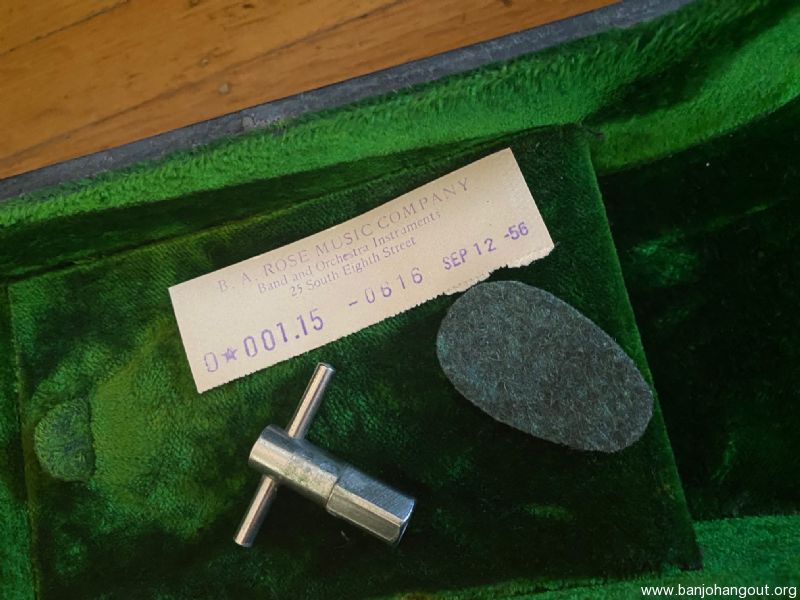 B. A. ROSE MUSIC COMPANY
Band and Orchestra Instruments
25 South Eighth Street
0★001.15 -0616 SEP 12 -56
www.banjohangout.org